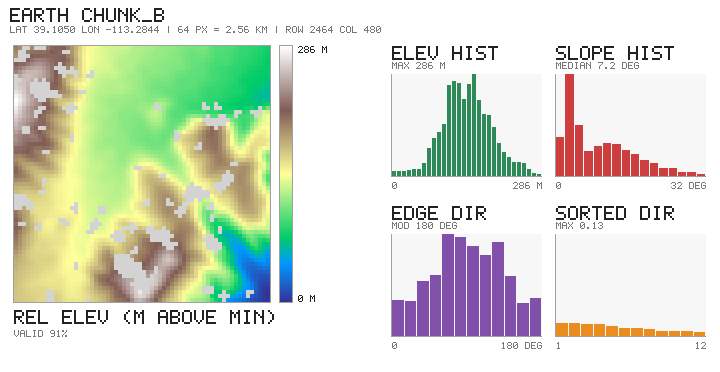 EARTH CHUNK_B
LAT 39.1050 LON -113.2844 | 64 PX = 2.56 KM | ROW 2464 COL 480
286 M
0 M
REL ELEV (M ABOVE MIN)
VALID 91%
ELEV HIST
MAX 286 M
0 286 M
SLOPE HIST
MEDIAN 7.2 DEG
0 32 DEG
EDGE DIR
MOD 180 DEG
0 180 DEG
SORTED DIR
MAX 0.13
1 12